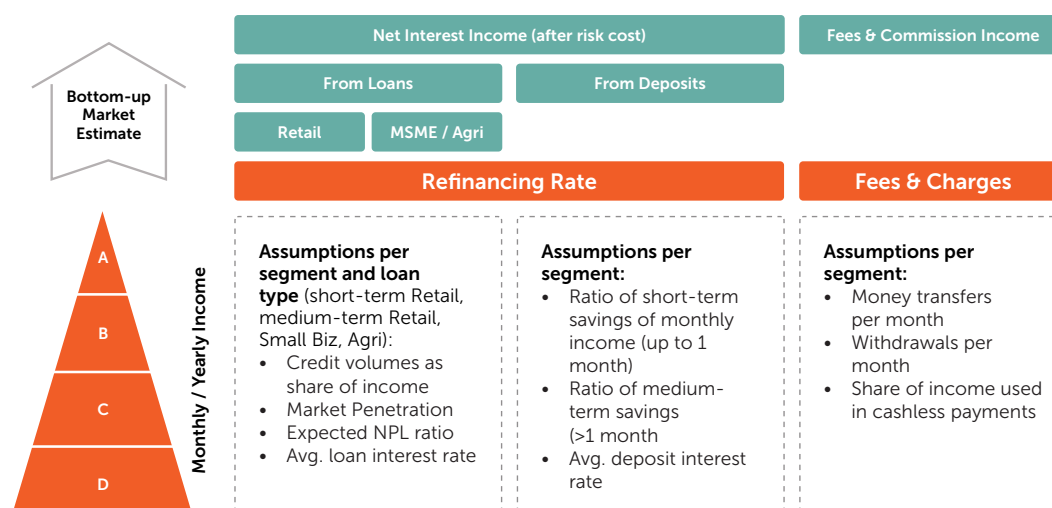 Net Interest Income (after risk cost)
Fees & Commission Income
Bottom-up
Market
Estimate
From Loans
From Deposits
Retail
MSME / Agri
Refinancing Rate
Fees & Charges
A
B
C
D
Monthly / Yearly Income
Assumptions per
segment and loan
type (short-term Retail,
medium-term Retail,
Small Biz, Agri):
• Credit volumes as
share of income
• Market Penetration
• Expected NPL ratio
• Avg. loan interest rate
Assumptions per
segment:
• Ratio of short-term
savings of monthly
income (up to 1
month)
• Ratio of medium-
term savings
(>1 month
• Avg. deposit interest
rate
Assumptions per
segment:
• Money transfers
per month
• Withdrawals per
month
• Share of income used
in cashless payments